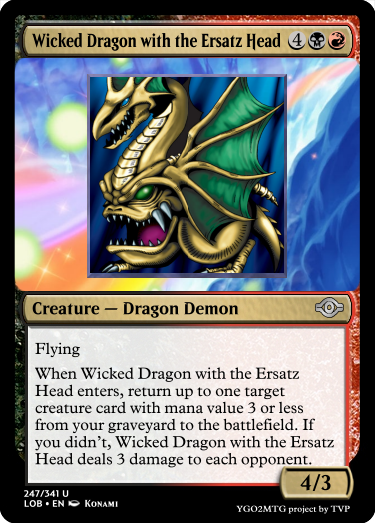 Wicked Dragon with the Ersatz Head 4
Creature — Dragon Demon
Flying
When Wicked Dragon with the Ersatz
Head enters, return up to one target
creature card with mana value 3 or less
from your graveyard to the battlefield. If
you didn't, Wicked Dragon with the Ersatz
Head deals 3 damage to each opponent.
4/3
247/341 U
LOB • EN Konami
YGO2MTG project by TVP